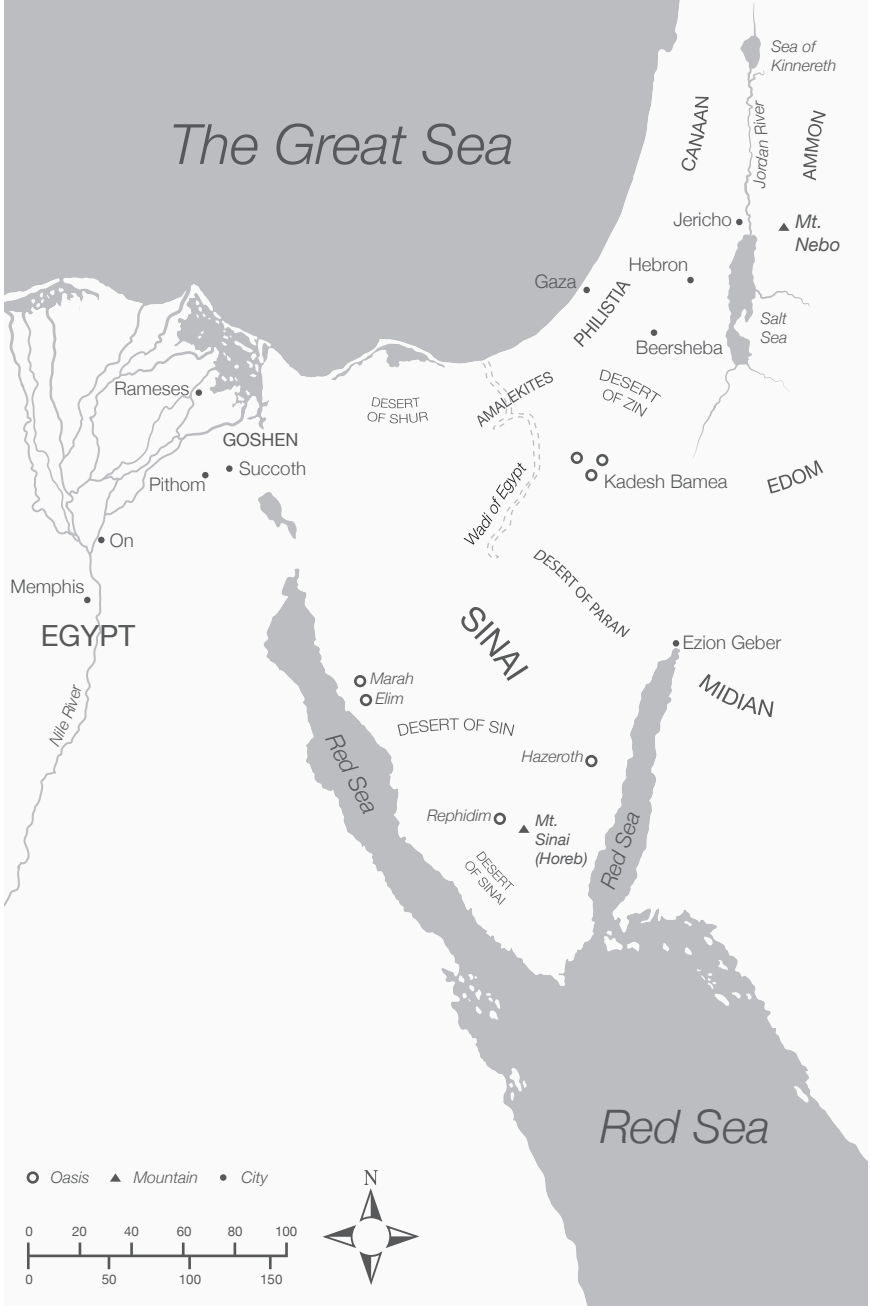 Sea of
Kinnereth
The Great Sea
CANAAN
Jordan River
AMMON
Jericho
Mt.
Nebo
Hebron
Gaza
PHILISTIA
Salt
Sea
Beersheba
Rameses
DESERT
OF SHUR
AMALEKITES
DESERT
OF ZIN
GOSHEN
Succoth
Pithom
Kadesh Bamea
EDOM
Wadi of Egypt
On
DESERT OF PARAN
Memphis
EGYPT
SINAI
Ezion Geber
Marah
Elim
MIDIAN
Nile River
DESERT OF SIN
Red Sea
Hazeroth
Rephidim
Mt.
Sinai
(Horeb)
Red Sea
DESERT
OF SINAI
Red Sea
Oasis
Mountain
City
N
0 20 40 60 80 100
0 50 100 150